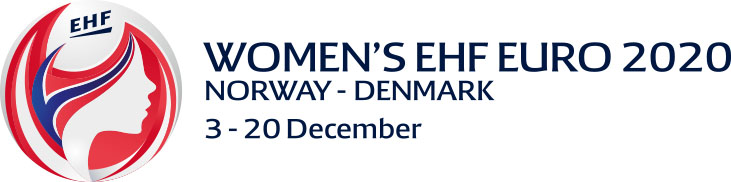 EHF
WOMEN'S EHF EURO 2020
NORWAY - DENMARK
3 - 20 December